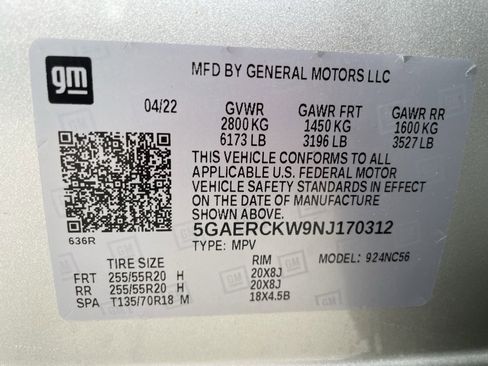 gm
MFD BY GENERAL MOTORS LLC
04/22 GVWR GAWR FRT GAWR RR
2800 KG 1450 KG 1600 KG
6173 LB 3196 LB 3527 LB
THIS VEHICLE CONFORMS TO ALL
APPLICABLE U.S. FEDERAL MOTOR
VEHICLE SAFETY STANDARDS IN EFFECT
ON THE DATE OF MANUFACTURE
SHOWN ABOVE.
636R
5GAERCKW9NJ170312
TYPE: MPV MODEL: 924NC56
TIRE SIZE RIM
FRT 255/55R20 H 20X8J
RR 255/55R20 H 20X8J
SPA T135/70R18 M 18X4.5B